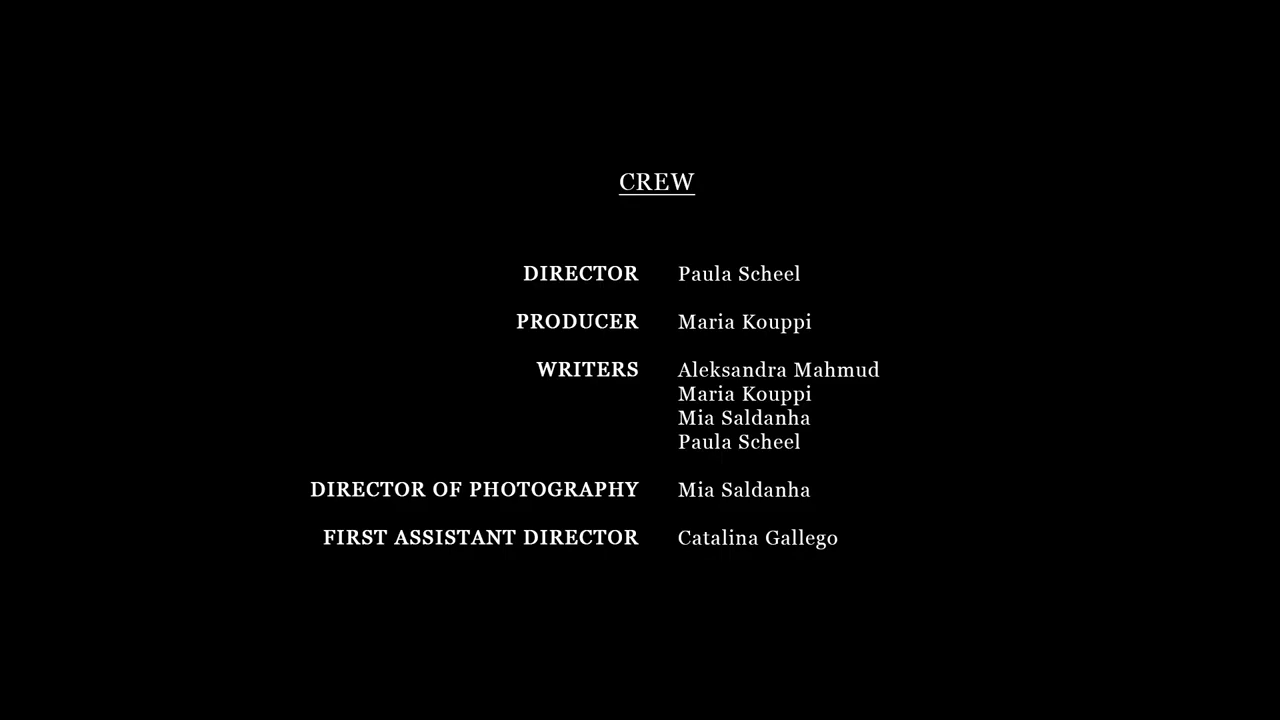 CREW
DIRECTOR Paula Scheel
PRODUCER Maria Kouppi
WRITERS Aleksandra Mahmud
Maria Kouppi
Mia Saldanha
Paula Scheel
DIRECTOR OF PHOTOGRAPHY Mia Saldanha
FIRST ASSISTANT DIRECTOR Catalina Gallego